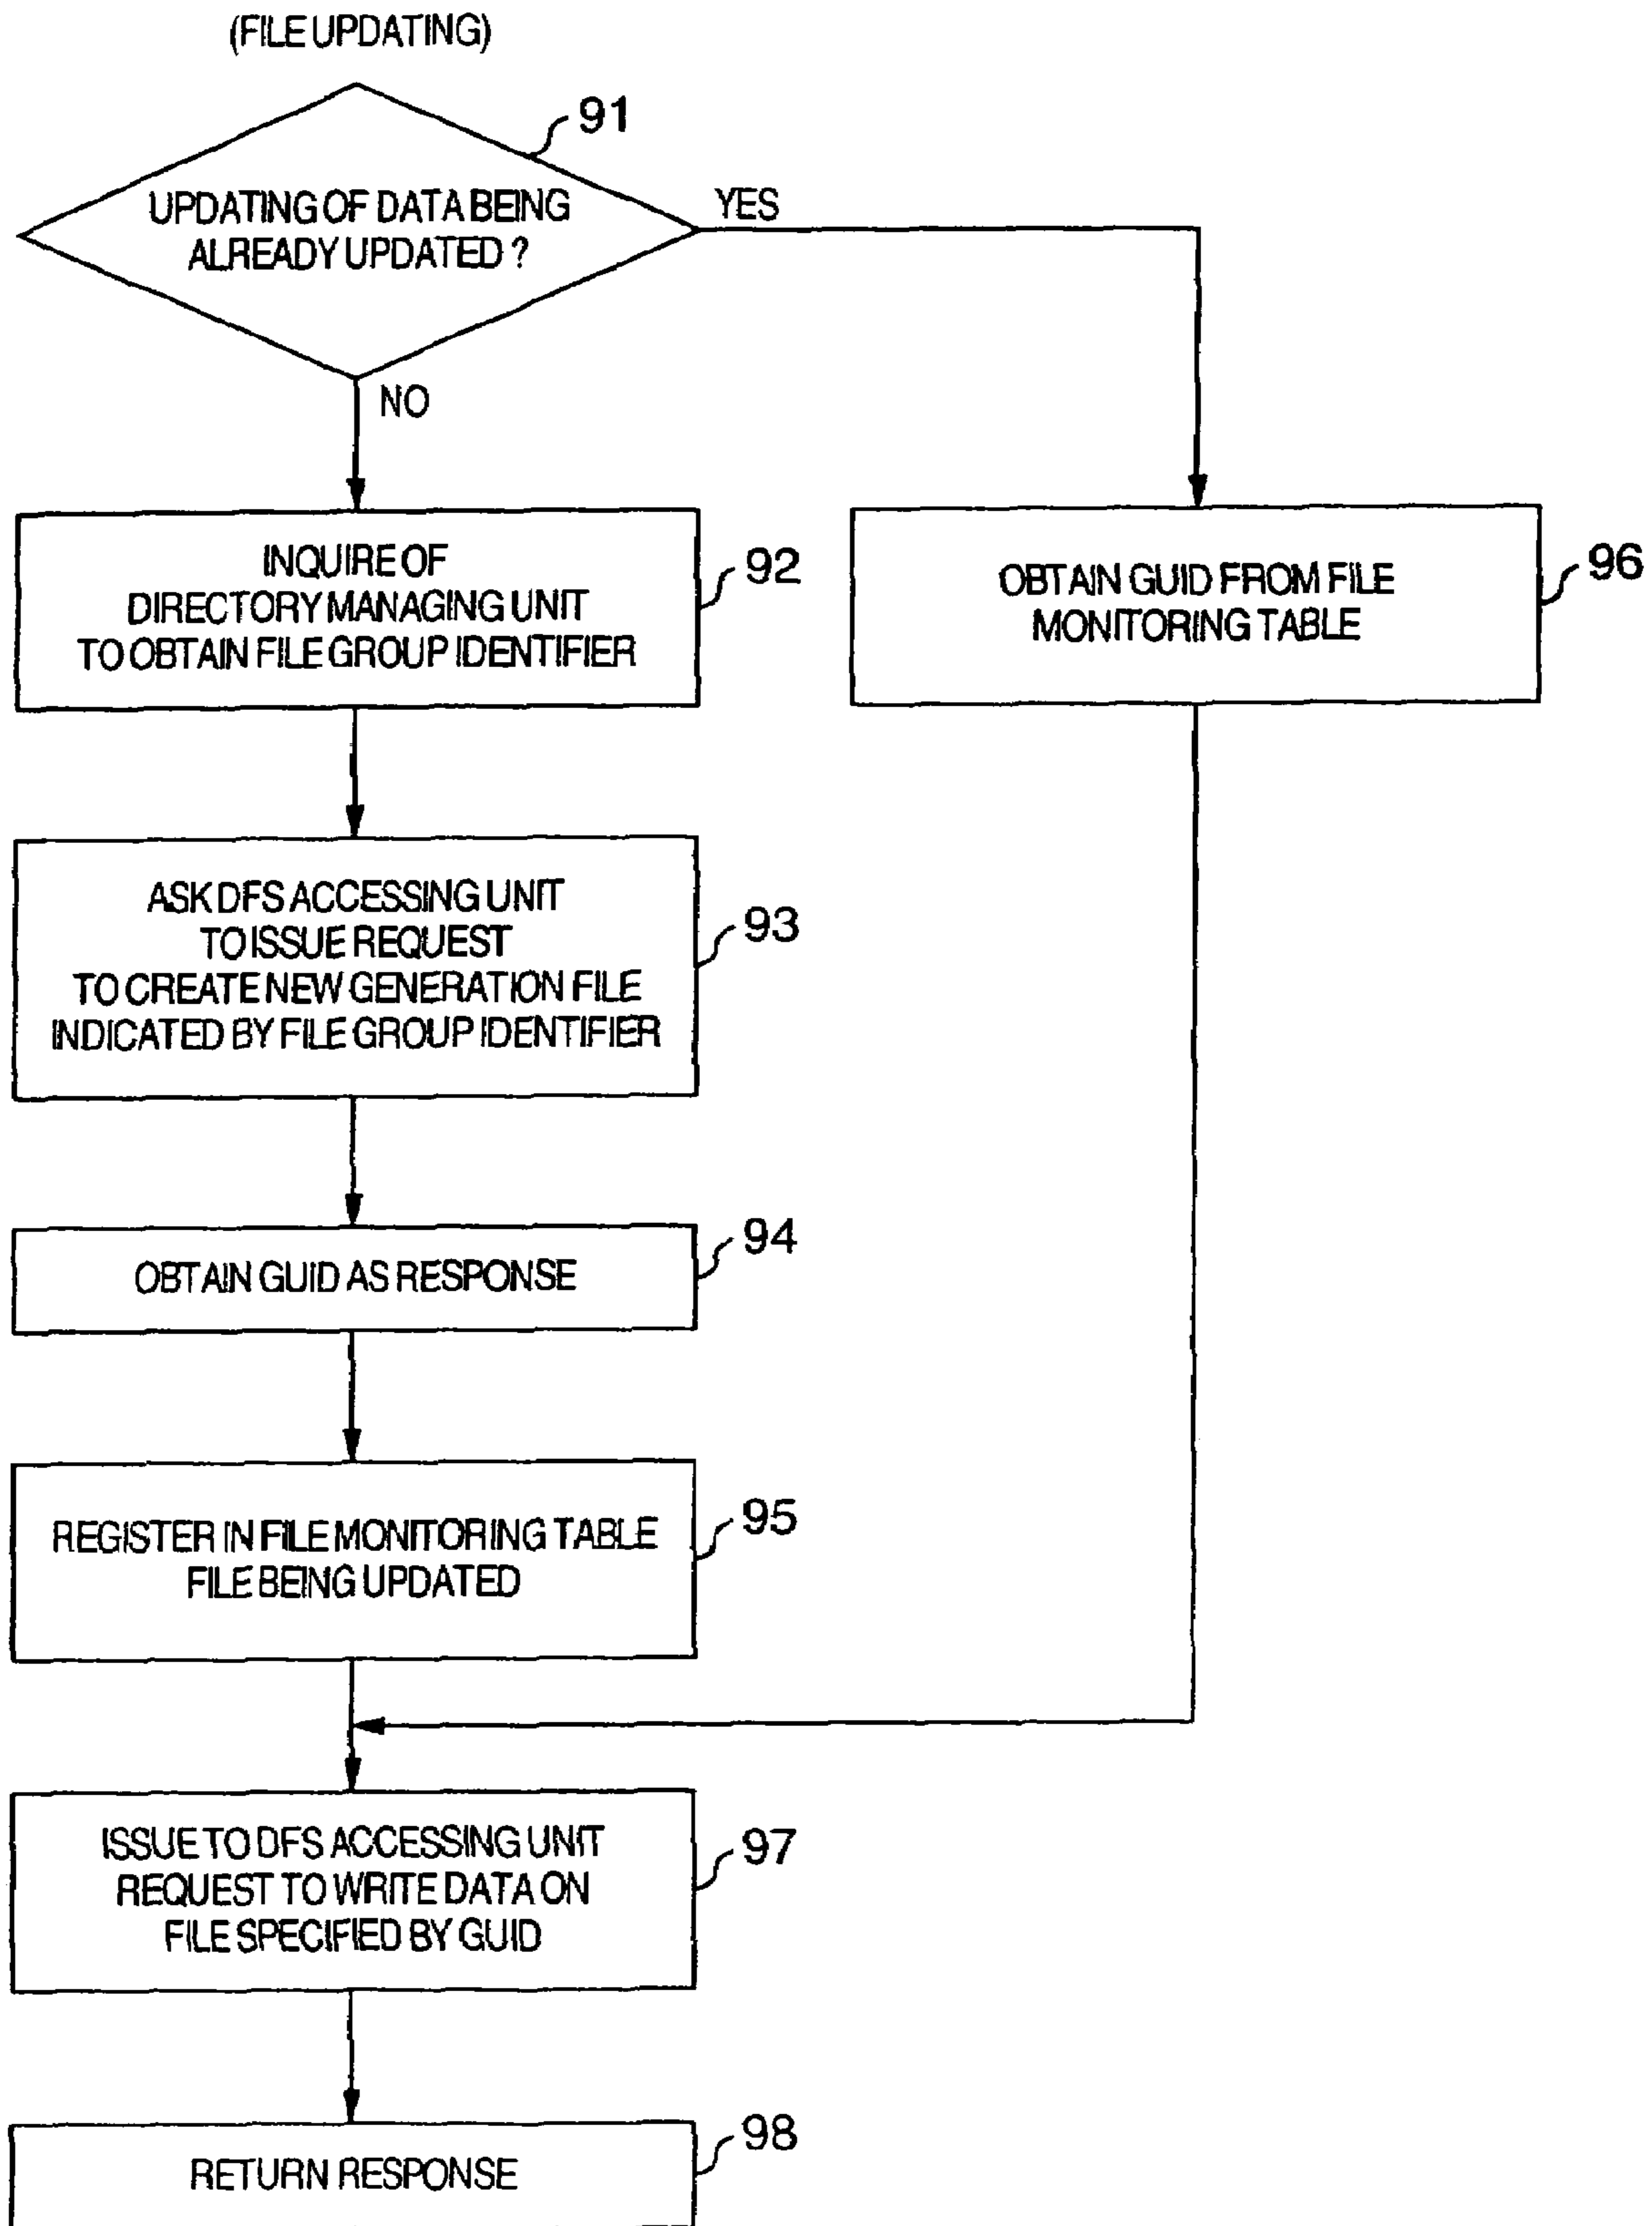 (FILE UPDATING)
91
UPDATING OF DATA BEING
ALREADY UPDATED ?
YES
NO
INQUIRE OF
DIRECTORY MANAGING UNIT
TO OBTAIN FILE GROUP IDENTIFIER
92
OBTAIN GUID FROM FILE
MONITORING TABLE
96
ASK DFS ACCESSING UNIT
TO ISSUE REQUEST
TO CREATE NEW GENERATION FILE
INDICATED BY FILE GROUP IDENTIFIER
93
OBTAIN GUID AS RESPONSE
94
REGISTER IN FILE MONITORING TABLE
FILE BEING UPDATED
95
ISSUE TO DFS ACCESSING UNIT
REQUEST TO WRITE DATA ON
FILE SPECIFIED BY GUID
97
RETURN RESPONSE
98